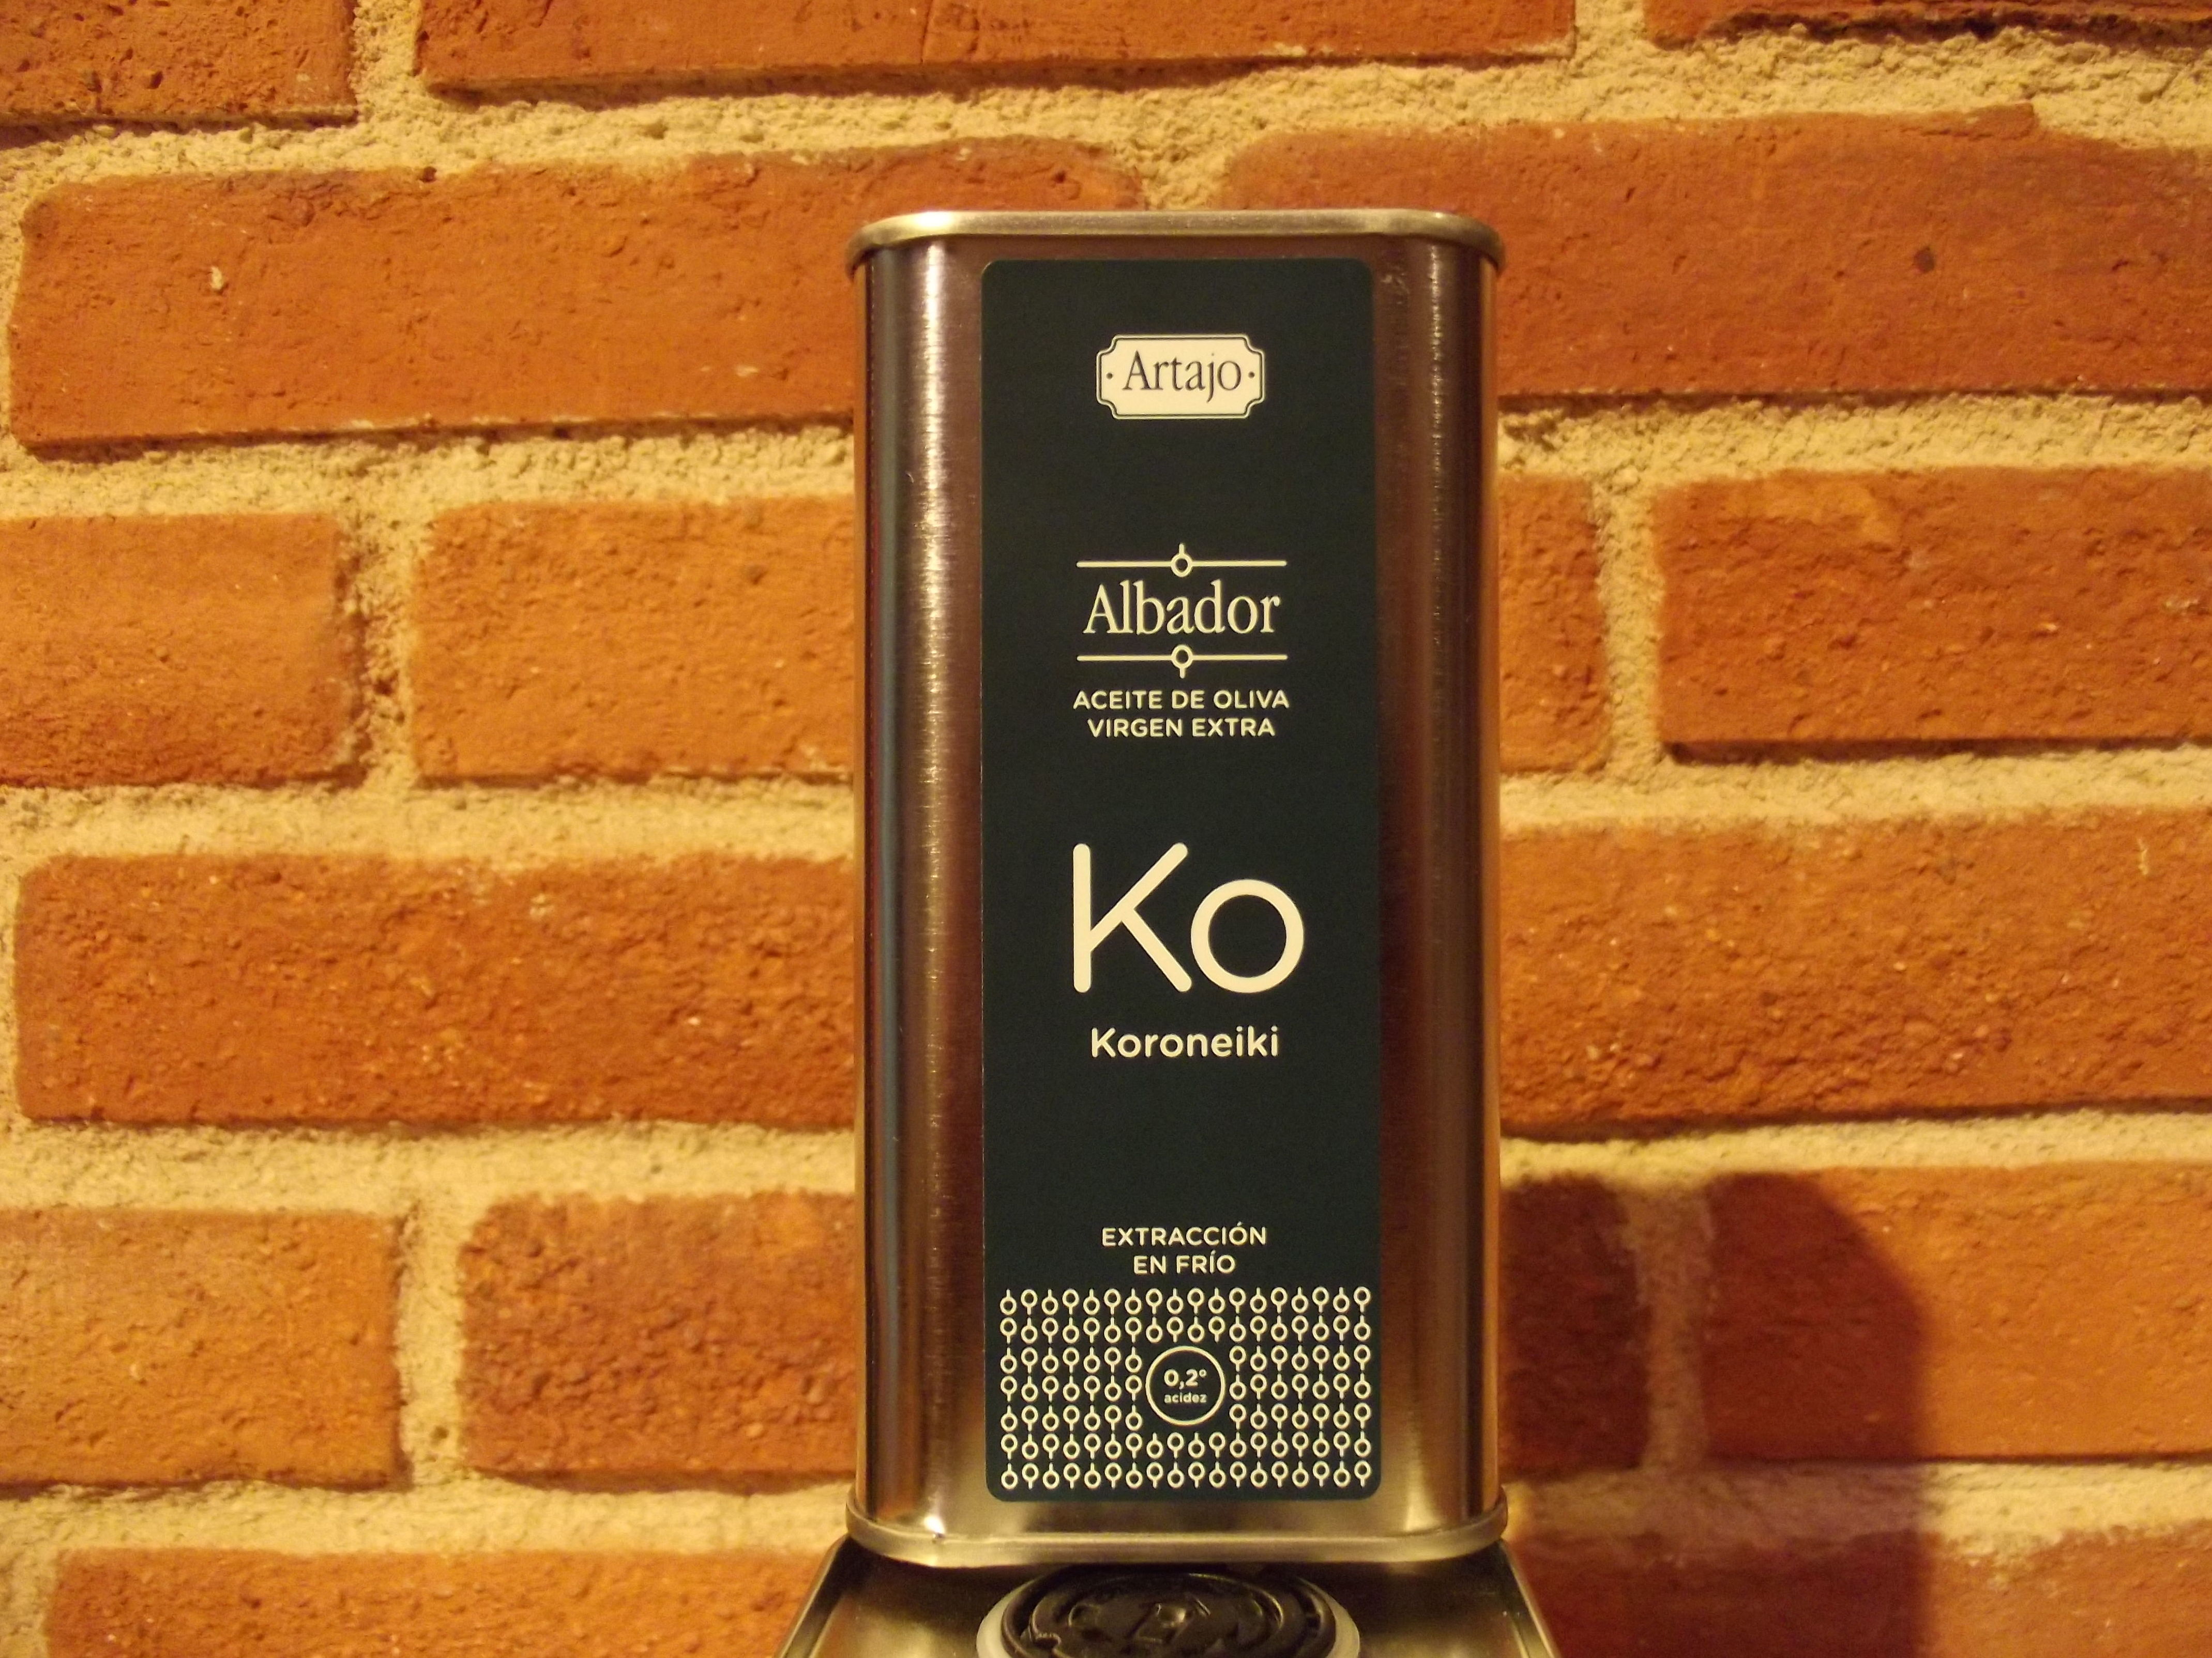 Artajo
Albador
ACEITE DE OLIVA
VIRGEN EXTRA
Ko
Koroneiki
EXTRACCIÓN
EN FRÍO
0,2°
acidez